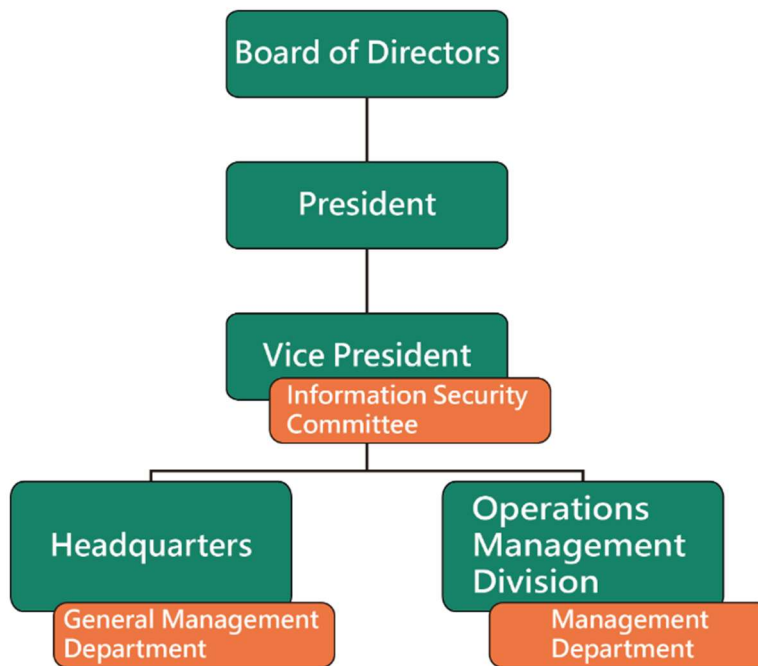 Board of Directors
President
Vice President
Information Security
Committee
Headquarters
General Management
Department
Operations
Management
Division
Management
Department